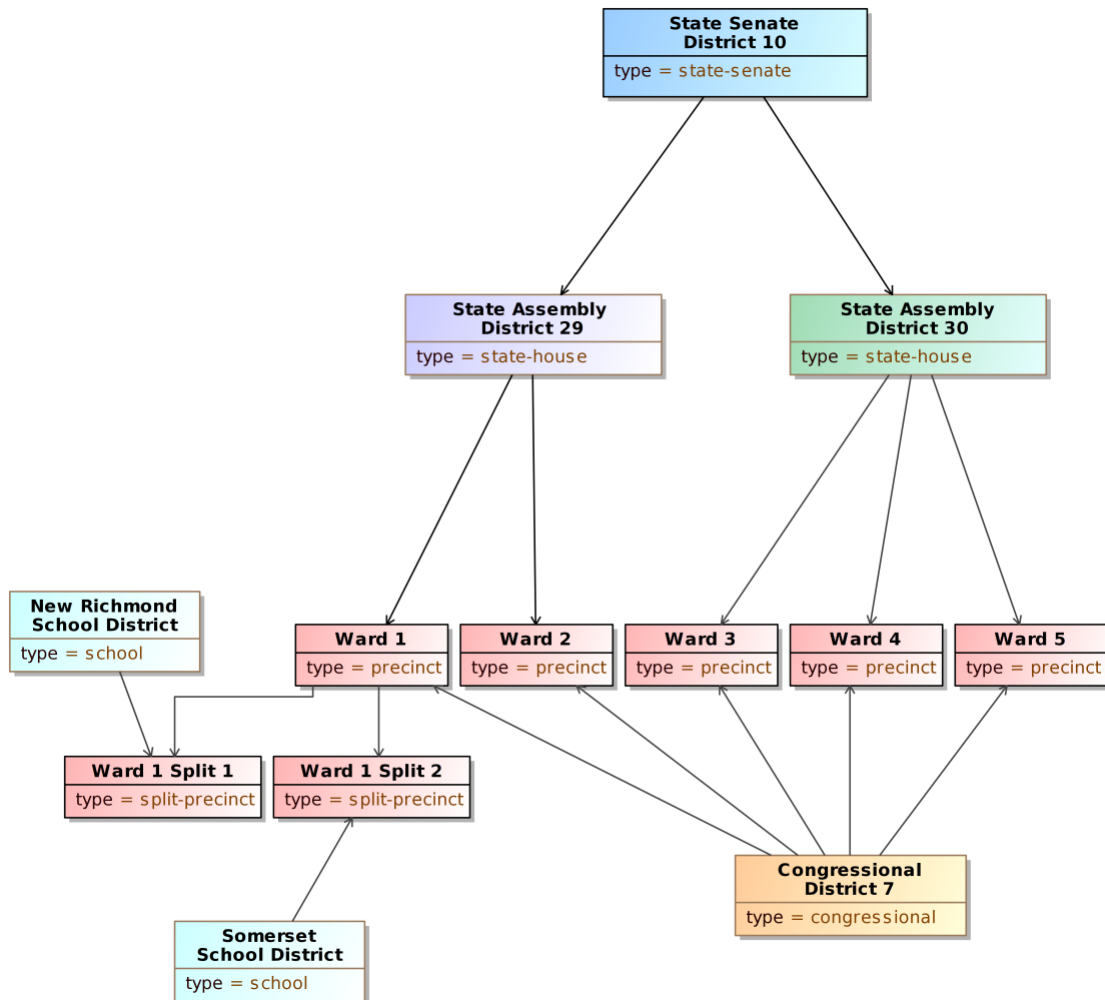 State Senate
District 10
type = state-senate
State Assembly
District 29
type = state-house
State Assembly
District 30
type = state-house
New Richmond
School District
type = school
Ward 1
type = precinct
Ward 2
type = precinct
Ward 3
type = precinct
Ward 4
type = precinct
Ward 5
type = precinct
Ward 1 Split 1
type = split-precinct
Ward 1 Split 2
type = split-precinct
Congressional
District 7
type = congressional
Somerset
School District
type = school